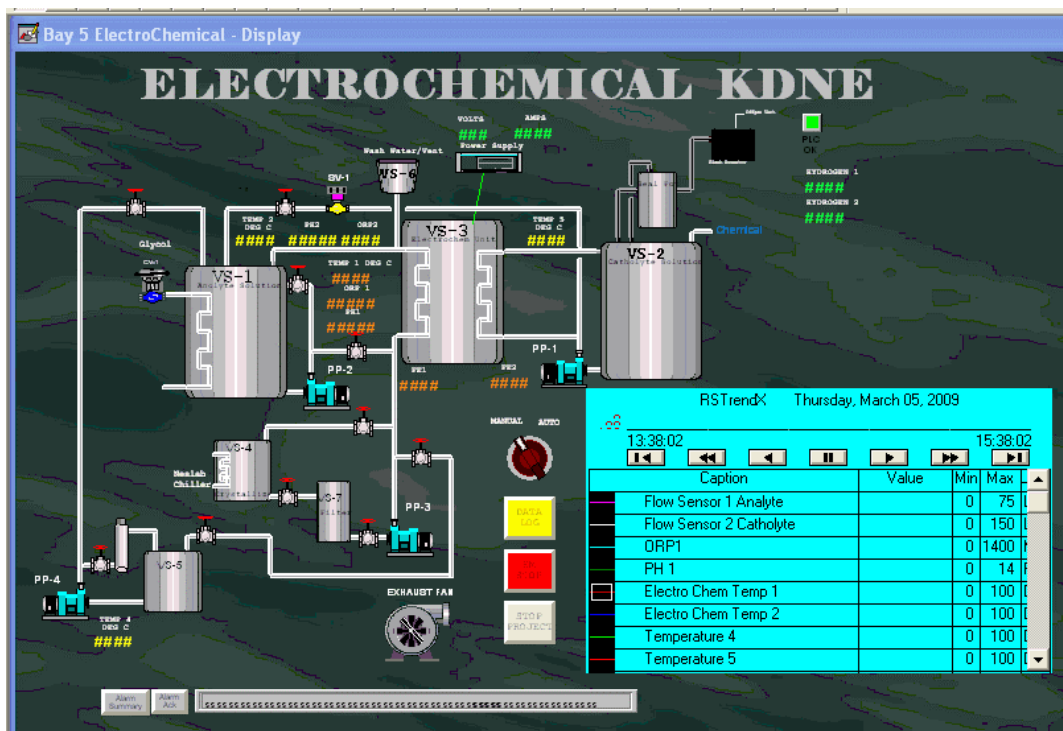 Bay 5 ElectroChemical - Display
ELECTROCHEMICAL KDNE
VOLTS
AMPS
###
####
Power Supply
Wash Water/Vent
VS-6
PLC
OK
HYDROGEN 1
####
HYDROGEN 2
####
TEMP 2
DEG C
####
PH2
#####
ORP2
####
VS-3
Electrochem Unit
TEMP 5
DEG C
####
VS-2
Catholyte Solution
Chemical
Glycol
VS-1
Anolyte Solution
TEMP 1 DEG C
####
ORP 1
#####
PH1
#####
PP-2
PP-1
####
####
MANUAL
AUTO
VS-4
Neslab
Chiller
VS-7
Filter
PP-3
VS-5
PP-4
TEMP 4
DEG C
####
EXHAUST FAN
DATA
LOG
STOP
PROJECT
RSTrendX Thursday, March 05, 2009
13:38:02 15:38:02
Caption Value Min Max
Flow Sensor 1 Analyte 0 75
Flow Sensor 2 Catholyte 0 150
ORP1 0 1400
PH 1 0 14
Electro Chem Temp 1 0 100
Electro Chem Temp 2 0 100
Temperature 4 0 100
Temperature 5 0 100
Alarm
Summary
Alarm
Ack